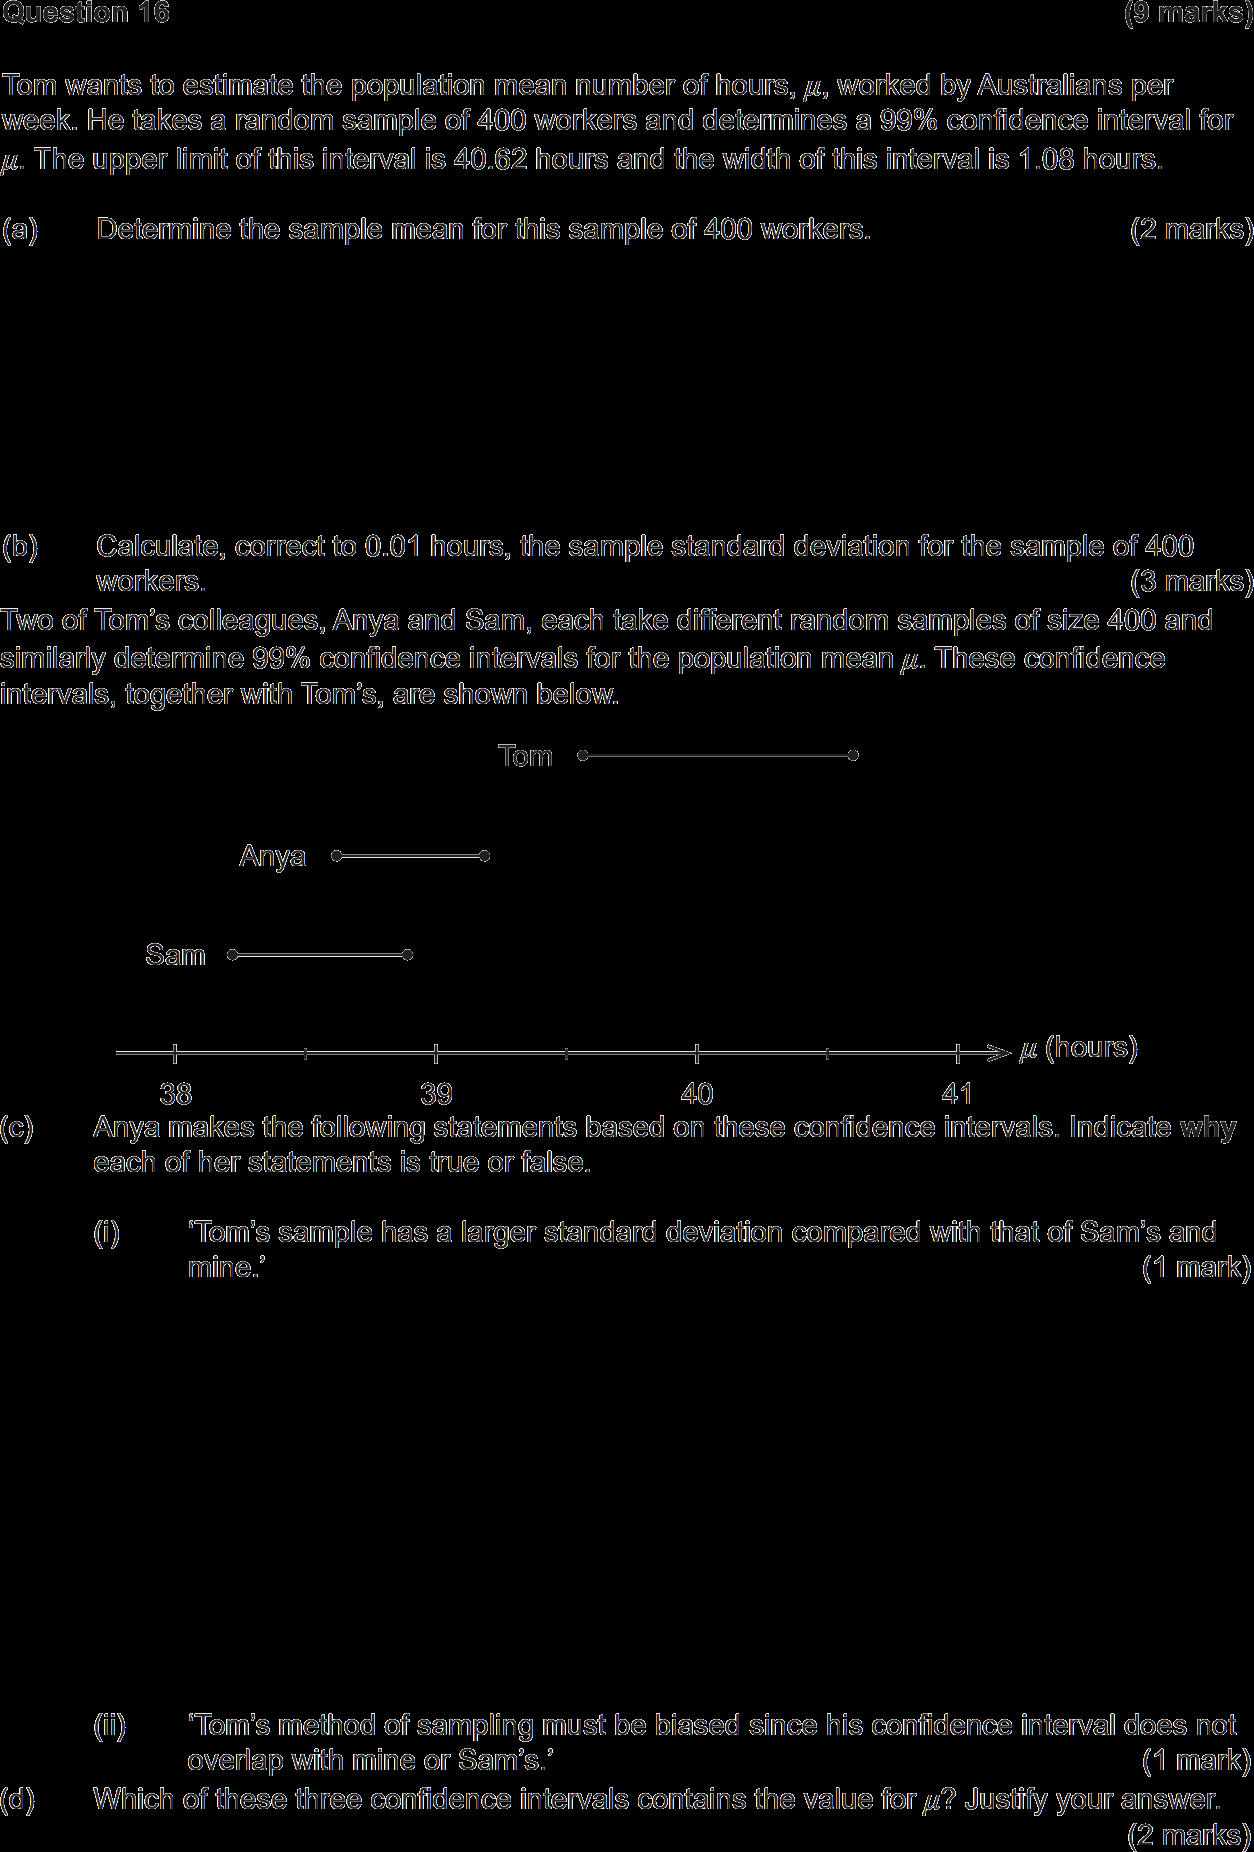 Question 16 (9 marks)
Tom wants to estimate the population mean number of hours, μ, worked by Australians per
week. He takes a random sample of 400 workers and determines a 99% confidence interval for
μ. The upper limit of this interval is 40.62 hours and the width of this interval is 1.08 hours.
(a) Determine the sample mean for this sample of 400 workers. (2 marks)
(b) Calculate, correct to 0.01 hours, the sample standard deviation for the sample of 400
workers. (3 marks)
Two of Tom’s colleagues, Anya and Sam, each take different random samples of size 400 and
similarly determine 99% confidence intervals for the population mean μ. These confidence
intervals, together with Tom’s, are shown below.
Tom
Anya
Sam
μ (hours)
38 39 40 41
(c) Anya makes the following statements based on these confidence intervals. Indicate why
each of her statements is true or false.
(i) ‘Tom’s sample has a larger standard deviation compared with that of Sam’s and
mine.’ (1 mark)
(ii) ‘Tom’s method of sampling must be biased since his confidence interval does not
overlap with mine or Sam’s.’ (1 mark)
(d) Which of these three confidence intervals contains the value for μ? Justify your answer.
(2 marks)